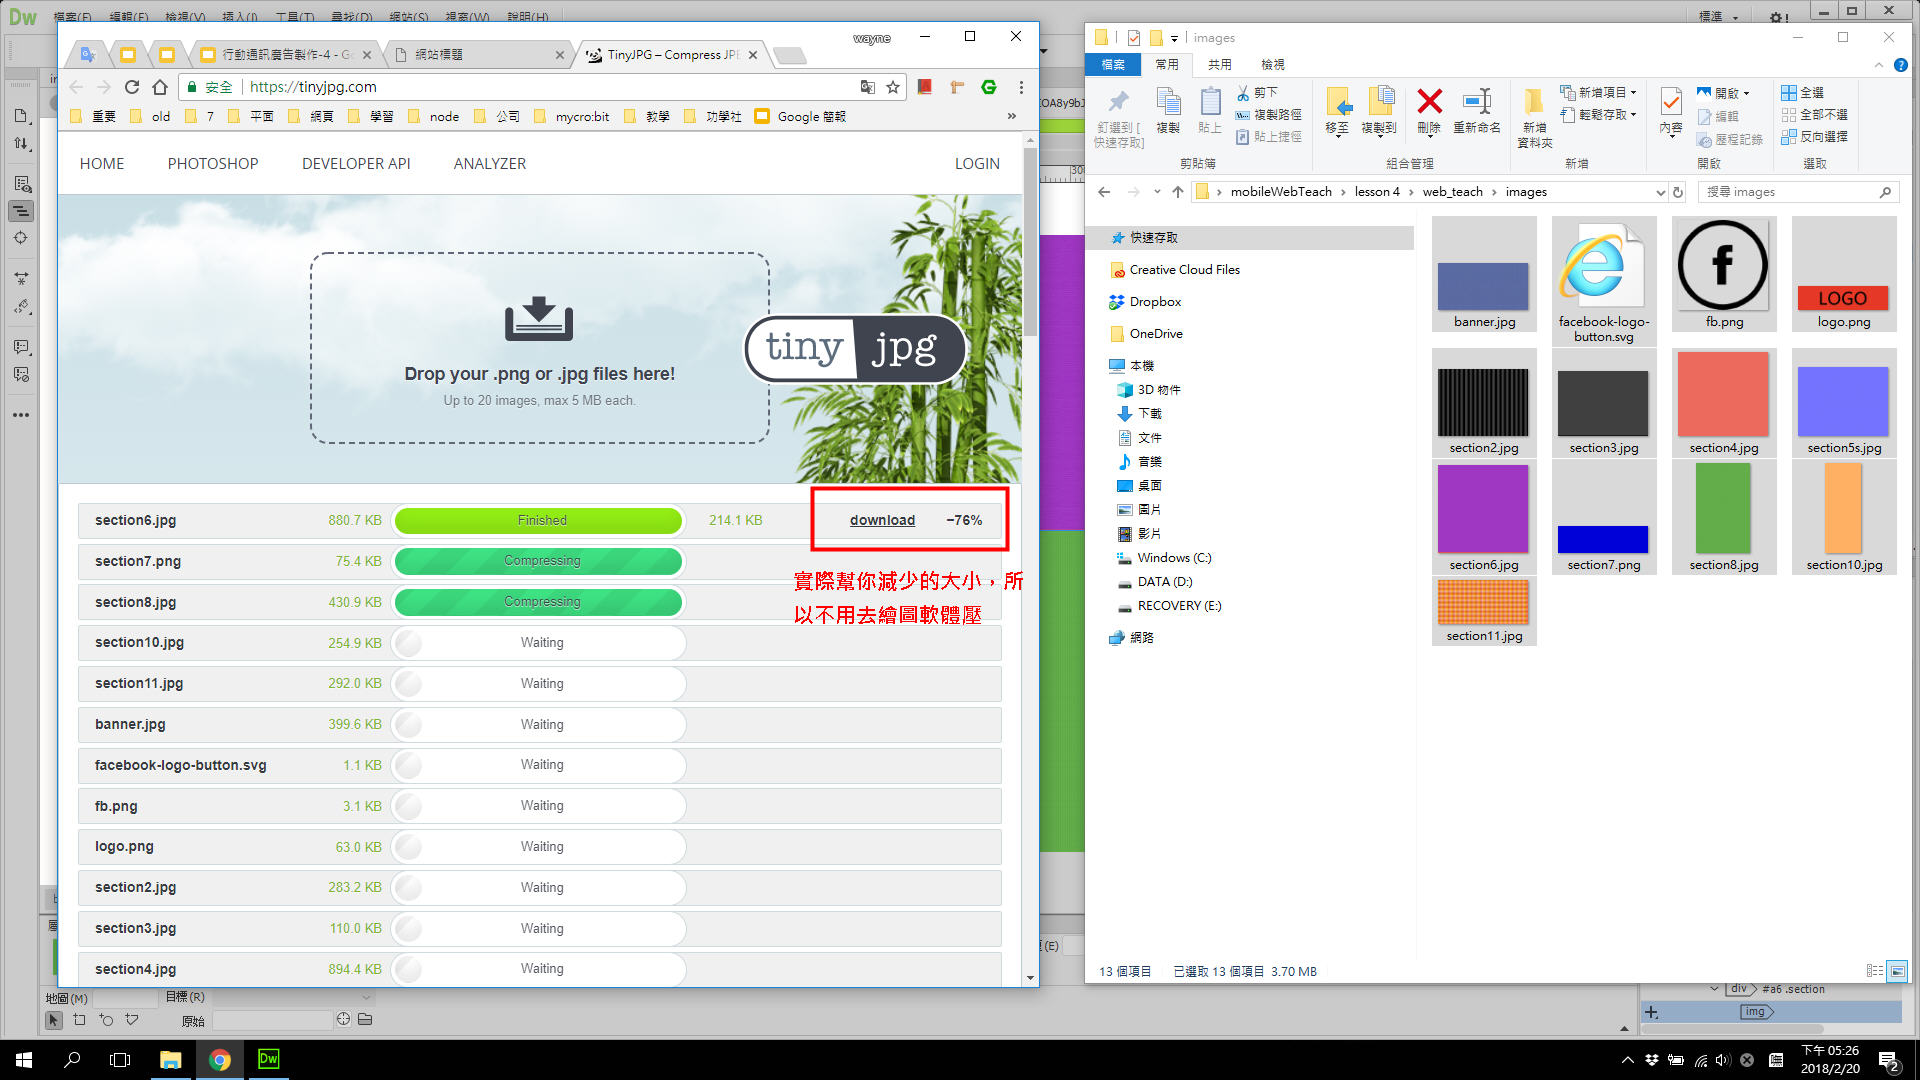 Dw 檔案(F) 編輯(E) 檢視(V) 插入(I) 工具(T) 尋找(D) 網站(S) 視窗(W) 說明(H) 標準
wayne
行動通訊廣告製作-4 - Go
網站標題
TinyJPG – Compress JPE
安全 https://tinyjpg.com
重要 old 7 平面 網頁 學習 node 公司 mycro:bit 教學 功學社 Google 簡報 »
HOME PHOTOSHOP DEVELOPER API ANALYZER LOGIN
Drop your .png or .jpg files here!
Up to 20 images, max 5 MB each.
tiny jpg
section6.jpg 880.7 KB Finished 214.1 KB download –76%
section7.png 75.4 KB Compressing
實際幫你減少的大小，所
以不用去繪圖軟體壓
section8.jpg 430.9 KB Compressing
section10.jpg 254.9 KB Waiting
section11.jpg 292.0 KB Waiting
banner.jpg 399.6 KB Waiting
facebook-logo-button.svg 1.1 KB Waiting
fb.png 3.1 KB Waiting
logo.png 63.0 KB Waiting
section2.jpg 283.2 KB Waiting
section3.jpg 110.0 KB Waiting
section4.jpg 894.4 KB Waiting
地圖(M) 目標(R)
原始
images
檔案 常用 共用 檢視
釘選到 [
快速存取]
複製
貼上
剪下
複製路徑
貼上捷徑
剪貼簿
移至 複製到 刪除 重新命名
組合管理
新增
資料夾
新增項目
輕鬆存取
新增
內容
開啟
編輯
歷程記錄
開啟
全選
全部不選
反向選擇
選取
mobileWebTeach › lesson 4 › web_teach › images
搜尋 images
快速存取
Creative Cloud Files
Dropbox
OneDrive
本機
3D 物件
下載
文件
音樂
桌面
圖片
影片
Windows (C:)
DATA (D:)
RECOVERY (E:)
網路
LOGO
banner.jpg
facebook-logo-
button.svg
fb.png
logo.png
section2.jpg section3.jpg section4.jpg section5s.jpg
section6.jpg section7.png section8.jpg section10.jpg
section11.jpg
13 個項目 已選取 13 個項目 3.70 MB
div #a6 .section
img
Dw
下午 05:26
2018/2/20
2